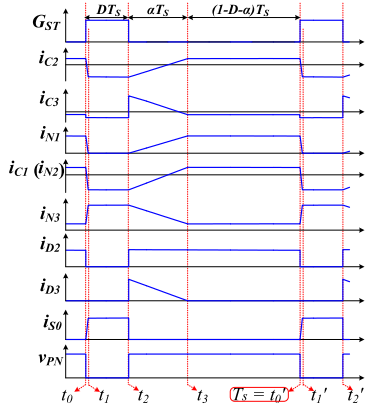 DTS αTS (1-D-α)TS
GST
iC2
iC3
iN1
iC1 (iN2)
iN3
iD2
iD3
iS0
vPN
t0 t1 t2 t3 Ts = t0' t1' t2'